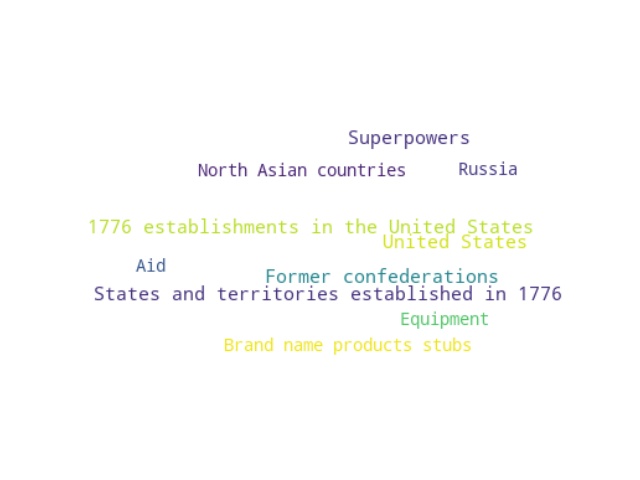 Superpowers
North Asian countries
Russia
1776 establishments in the United States
United States
Aid
Former confederations
States and territories established in 1776
Equipment
Brand name products stubs